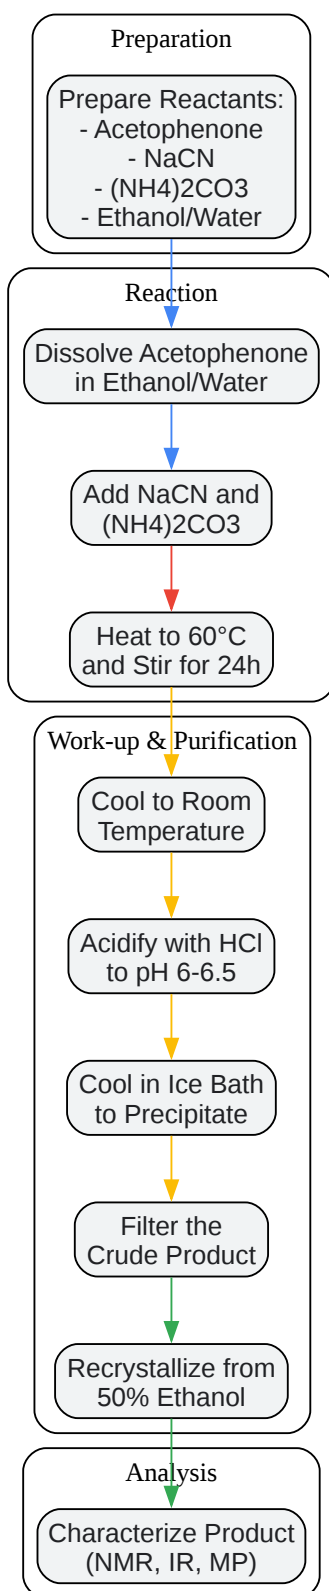 Preparation
Prepare Reactants:
- Acetophenone
- NaCN
- (NH4)2CO3
- Ethanol/Water
Reaction
Dissolve Acetophenone
in Ethanol/Water
Add NaCN and
(NH4)2CO3
Heat to 60°C
and Stir for 24h
Work-up & Purification
Cool to Room
Temperature
Acidify with HCl
to pH 6-6.5
Cool in Ice Bath
to Precipitate
Filter the
Crude Product
Recrystallize from
50% Ethanol
Analysis
Characterize Product
(NMR, IR, MP)